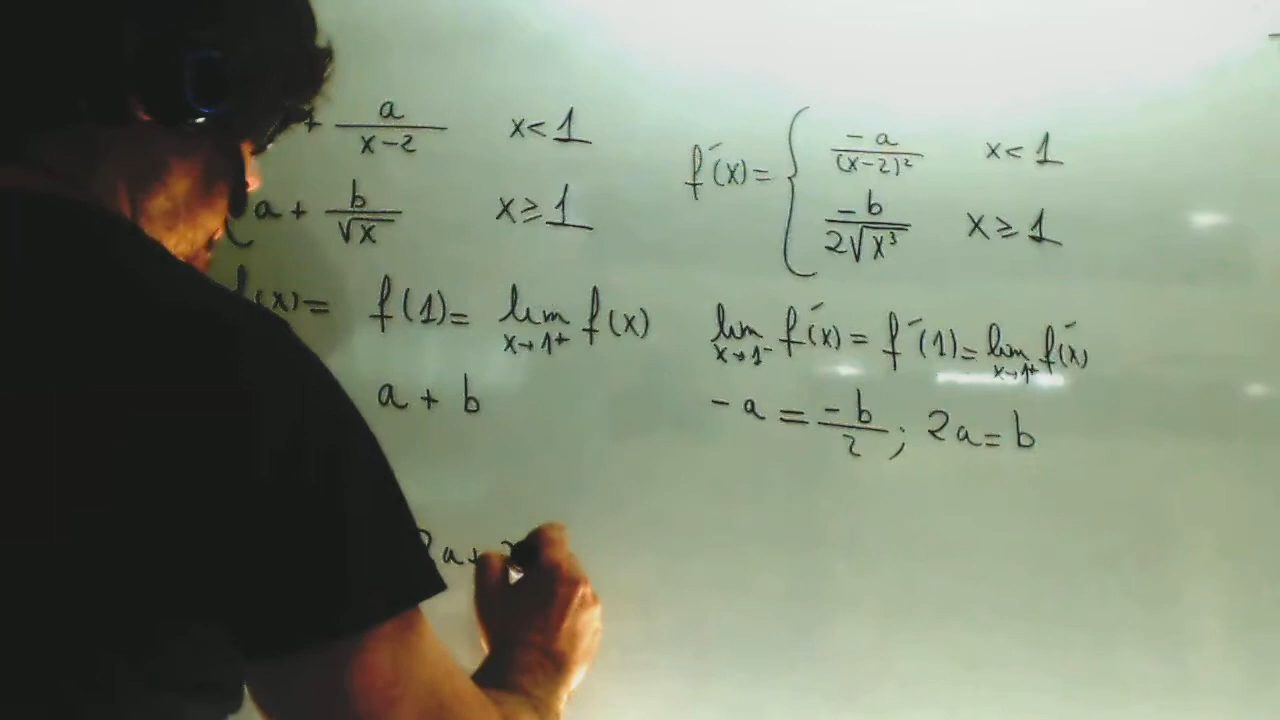 + a/(x-2)   x < 1
a + b/√x   x ≥ 1
f(x) = f(1) = lim x→1⁺ f(x)
a + b
2a +
f´(x) = { -a/(x-2)²   x < 1
-b/(2√x³)   x ≥ 1
lim x→1⁻ f´(x) = f´(1) = lim x→1⁺ f´(x)
-a = -b/2 ; 2a = b